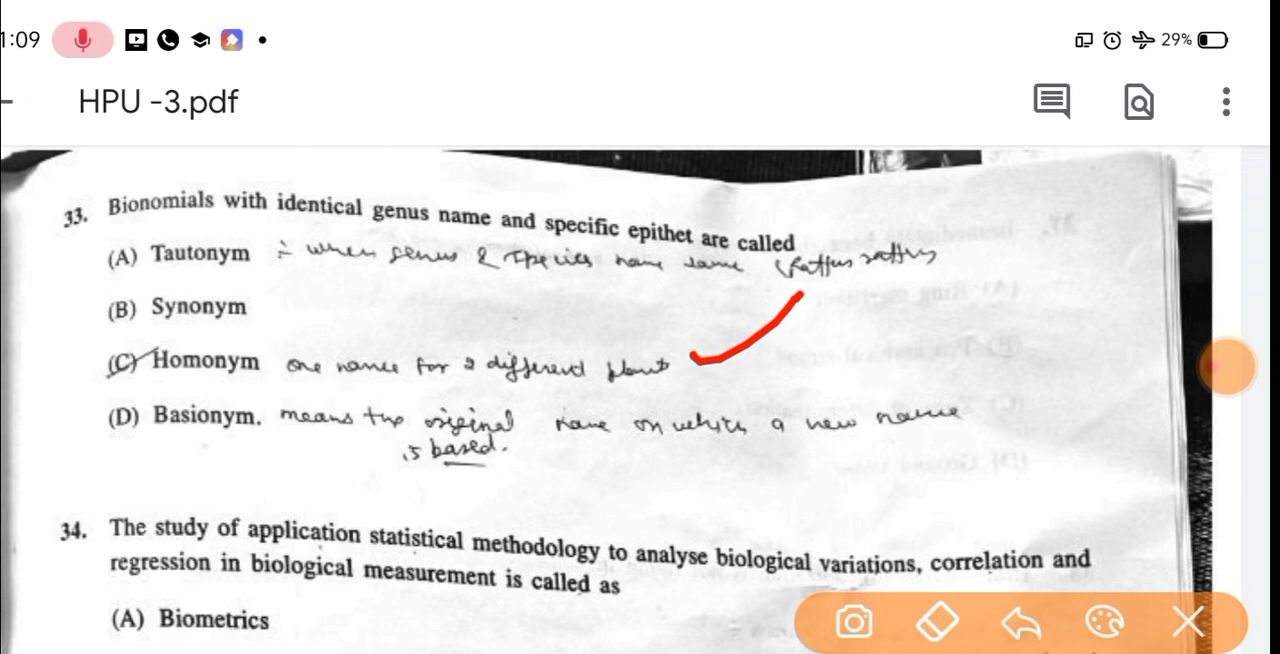 1:09
29%
HPU -3.pdf
33. Bionomials with identical genus name and specific epithet are called
(A) Tautonym :- when genus & species name same (Rattus rattus
(B) Synonym
(C) Homonym one name for 2 different plant
(D) Basionym. means the original name on which a new name
is based.
34. The study of application statistical methodology to analyse biological variations, correlation and
regression in biological measurement is called as
(A) Biometrics